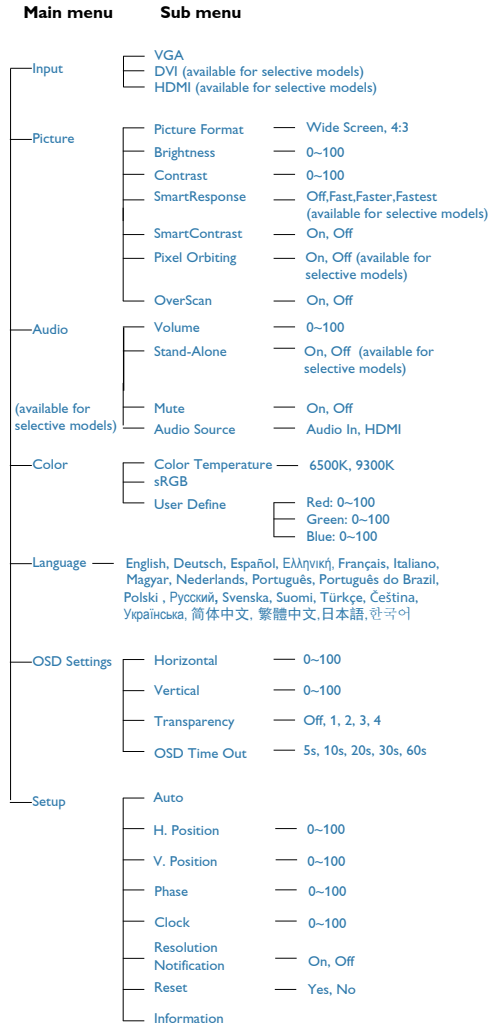 Main menu Sub menu
Input VGA
DVI (available for selective models)
HDMI (available for selective models)
Picture Picture Format Wide Screen, 4:3
Brightness 0~100
Contrast 0~100
SmartResponse Off,Fast,Faster,Fastest
(available for selective models)
SmartContrast On, Off
Pixel Orbiting On, Off (available for
selective models)
OverScan On, Off
Audio Volume 0~100
Stand-Alone On, Off (available for
selective models)
(available for Mute On, Off
selective models) Audio Source Audio In, HDMI
Color Color Temperature 6500K, 9300K
sRGB
User Define Red: 0~100
Green: 0~100
Blue: 0~100
Language English, Deutsch, Español, Ελληνική, Français, Italiano,
Magyar, Nederlands, Português, Português do Brazil,
Polski , Русский, Svenska, Suomi, Türkçe, Čeština,
Українська, 简体中文, 繁體中文,日本語,한국어
OSD Settings Horizontal 0~100
Vertical 0~100
Transparency Off, 1, 2, 3, 4
OSD Time Out 5s, 10s, 20s, 30s, 60s
Setup Auto
H. Position 0~100
V. Position 0~100
Phase 0~100
Clock 0~100
Resolution
Notification On, Off
Reset Yes, No
Information